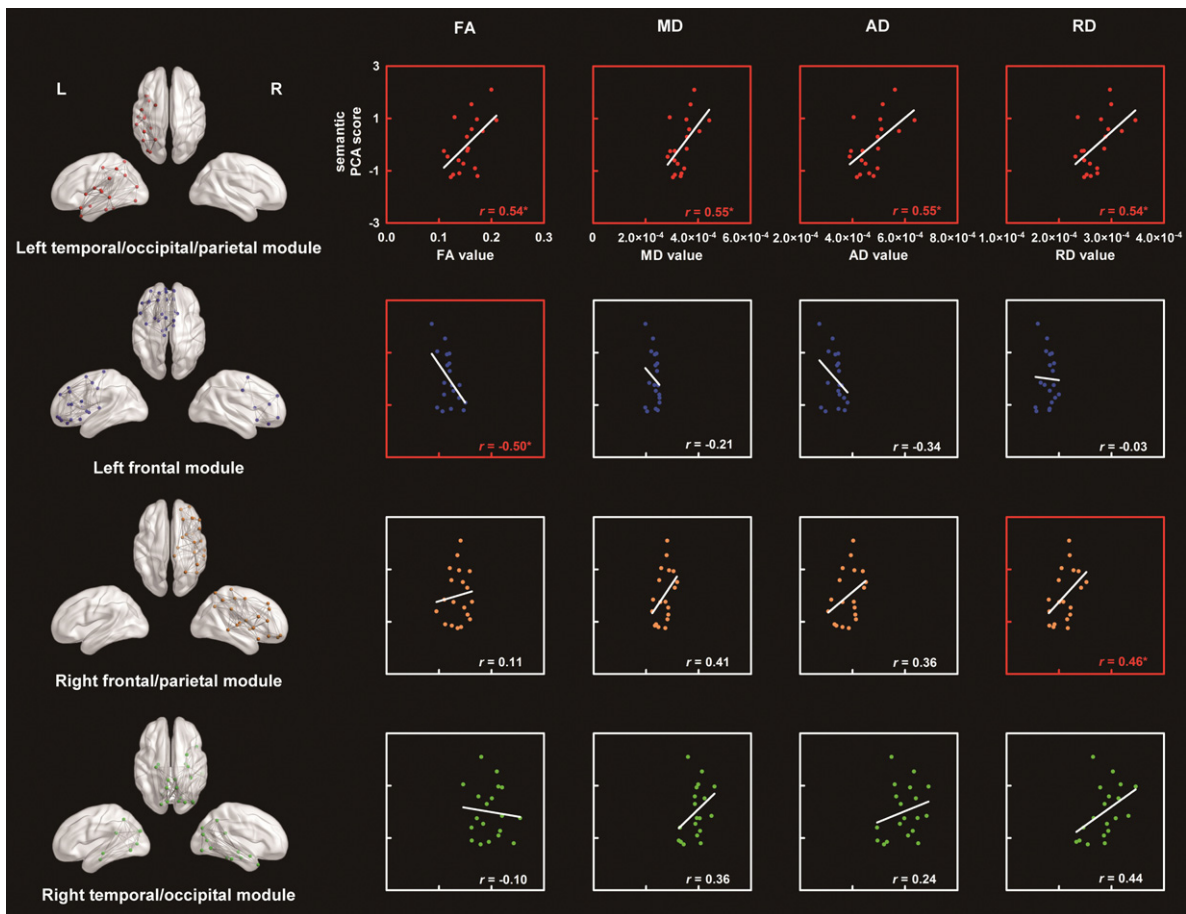 FA MD AD RD
L R
semantic
PCA score
3
1
-1
-3
r = 0.54* r = 0.55* r = 0.55* r = 0.54*
0.0 0.1 0.2 0.3 0 2.0×10⁻⁴ 4.0×10⁻⁴ 6.0×10⁻⁴ 2.0×10⁻⁴ 4.0×10⁻⁴ 6.0×10⁻⁴ 8.0×10⁻⁴ 1.0×10⁻⁴ 2.0×10⁻⁴ 3.0×10⁻⁴ 4.0×10⁻⁴
FA value MD value AD value RD value
Left temporal/occipital/parietal module
r = -0.50* r = -0.21 r = -0.34 r = -0.03
Left frontal module
r = 0.11 r = 0.41 r = 0.36 r = 0.46*
Right frontal/parietal module
r = -0.10 r = 0.36 r = 0.24 r = 0.44
Right temporal/occipital module